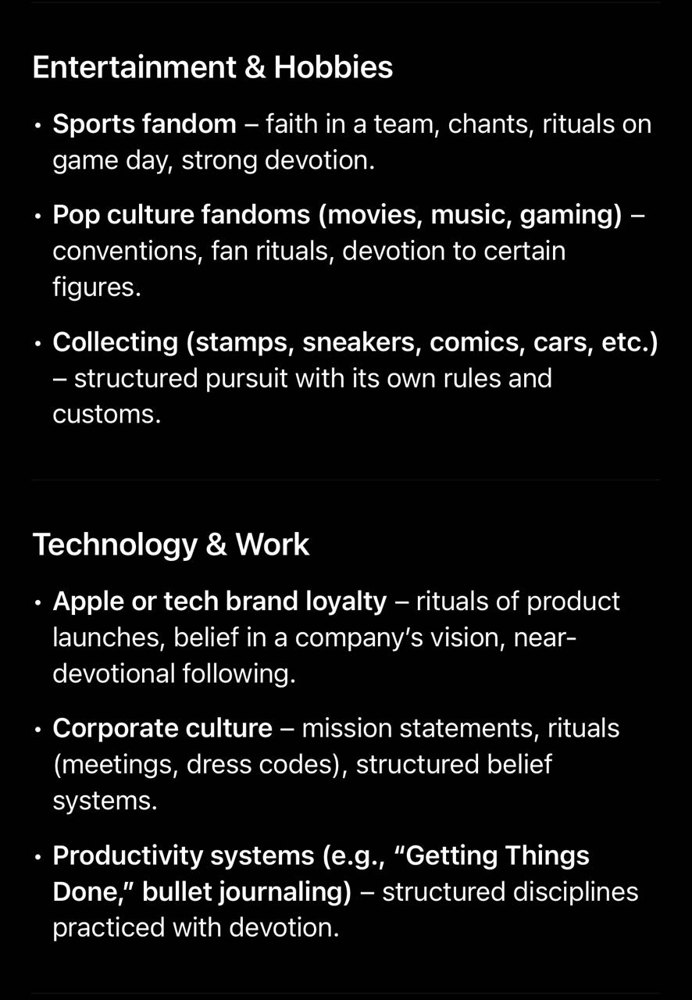 Entertainment & Hobbies
• Sports fandom – faith in a team, chants, rituals on
game day, strong devotion.
• Pop culture fandoms (movies, music, gaming) –
conventions, fan rituals, devotion to certain
figures.
• Collecting (stamps, sneakers, comics, cars, etc.)
– structured pursuit with its own rules and
customs.
Technology & Work
• Apple or tech brand loyalty – rituals of product
launches, belief in a company’s vision, near-
devotional following.
• Corporate culture – mission statements, rituals
(meetings, dress codes), structured belief
systems.
• Productivity systems (e.g., “Getting Things
Done,” bullet journaling) – structured disciplines
practiced with devotion.